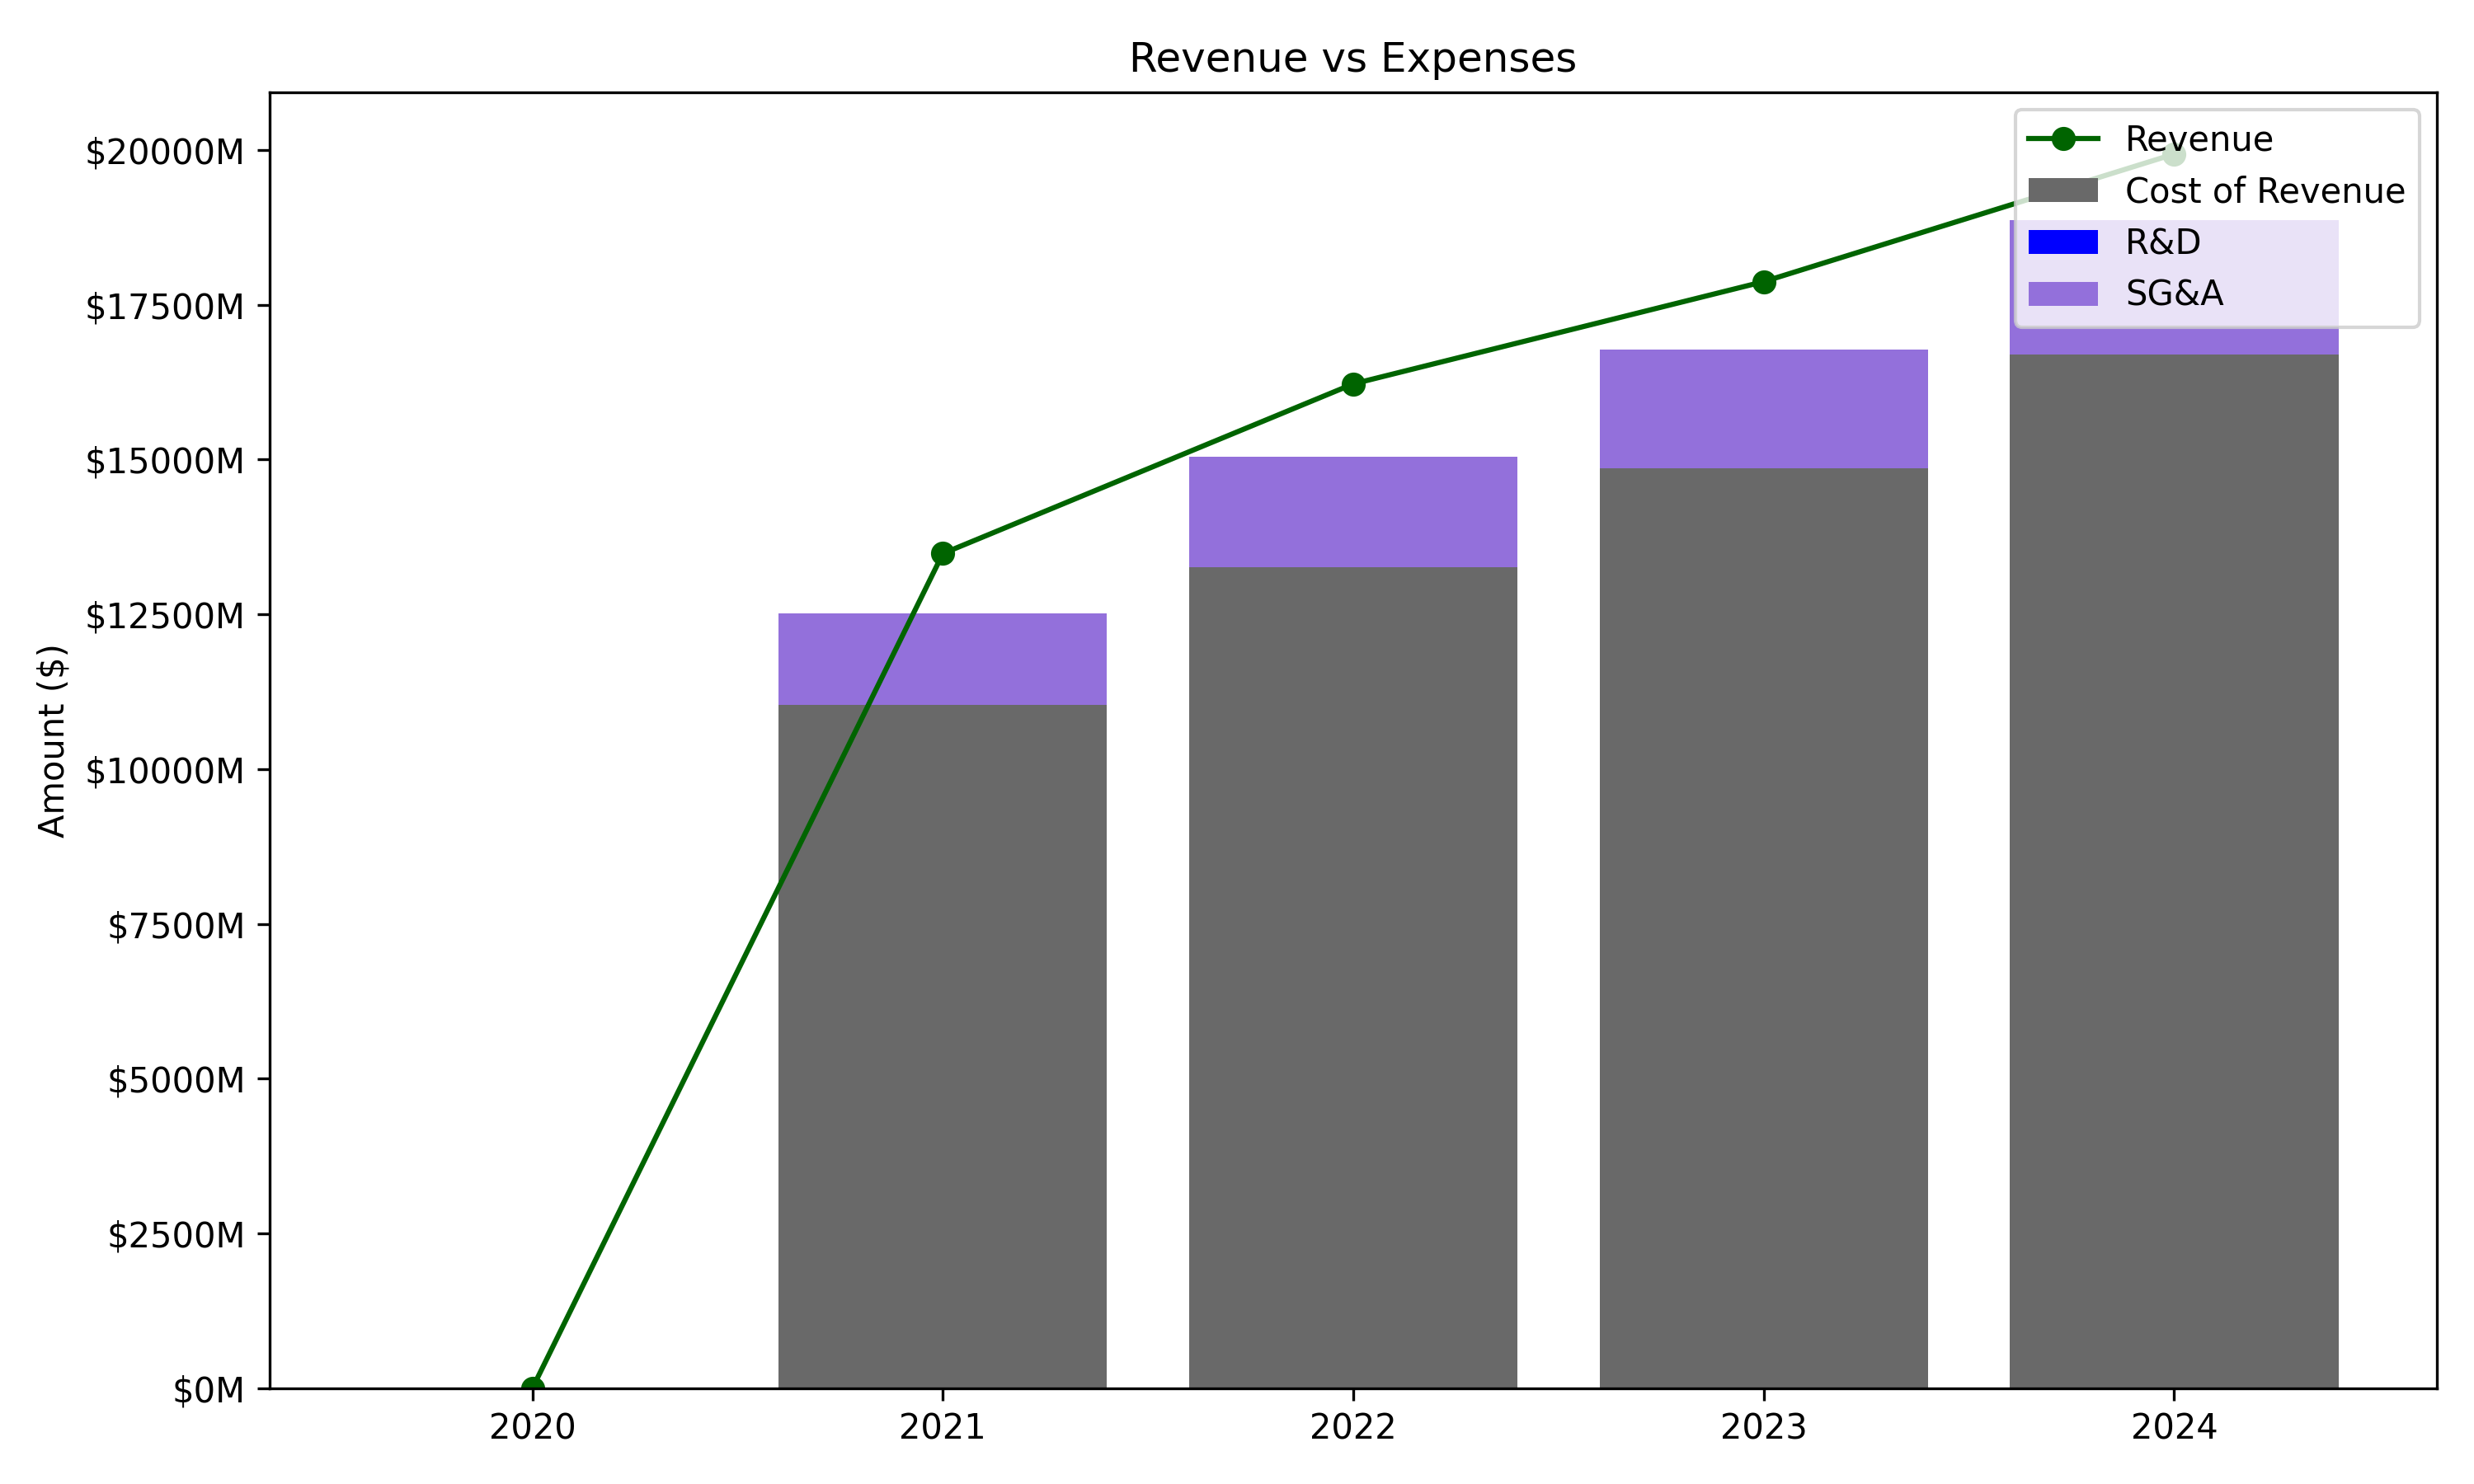 Revenue vs Expenses
Amount ($)
$20000M
$17500M
$15000M
$12500M
$10000M
$7500M
$5000M
$2500M
$0M
2020
2021
2022
2023
2024
Revenue
Cost of Revenue
R&D
SG&A